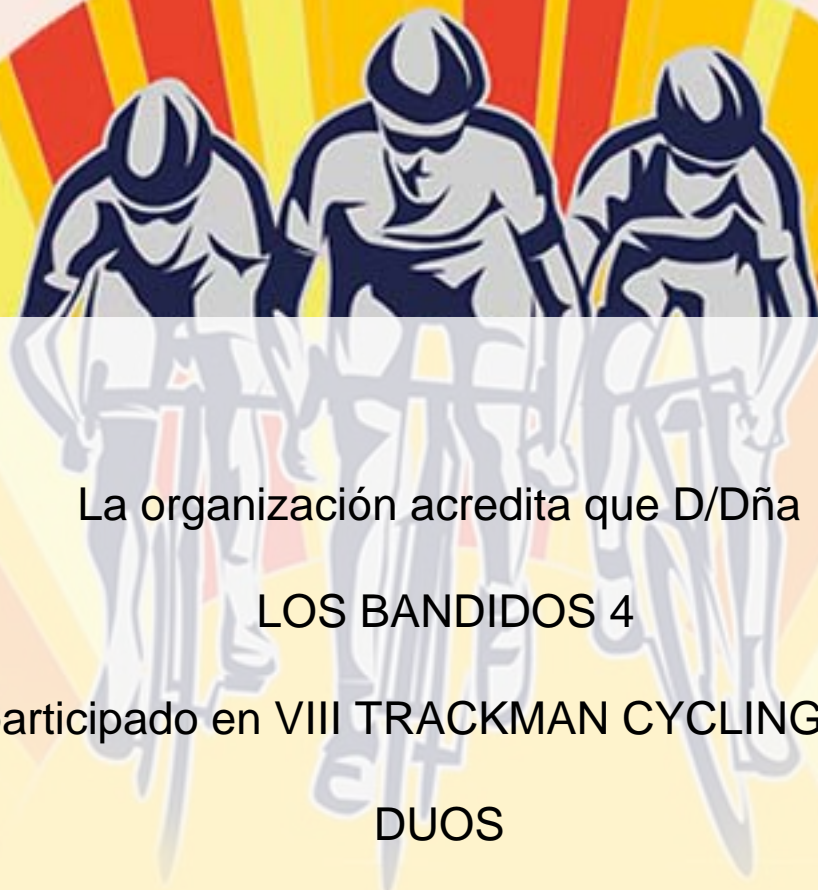 La organización acredita que D/Dña
LOS BANDIDOS 4
articipado en VIII TRACKMAN CYCLING
DUOS